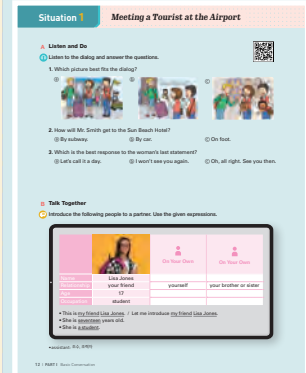 Situation 1 Meeting a Tourist at the Airport
A Listen and Do
Listen to the dialog and answer the questions.
1. Which picture best fits the dialog?
ⓐ ⓑ ⓒ
2. How will Mr. Smith get to the Sun Beach Hotel?
ⓐ By subway. ⓑ By car. ⓒ On foot.
3. Which is the best response to the woman's last statement?
ⓐ Let's call it a day. ⓑ I won't see you again. ⓒ Oh, all right. See you then.
B Talk Together
Introduce the following people to a partner. Use the given expressions.
On Your Own On Your Own
Name Lisa Jones
Relationship your friend yourself your brother or sister
Age 17
Occupation student
• This is my friend Lisa Jones. / Let me introduce my friend Lisa Jones.
• She is seventeen years old.
• She is a student.
72 | PART I Basic Conversation